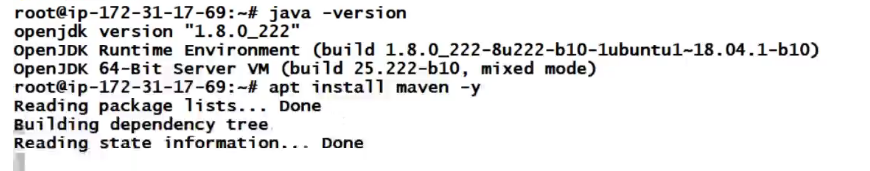 root@ip-172-31-17-69:~# java -version
openjdk version "1.8.0_222"
OpenJDK Runtime Environment (build 1.8.0_222-8u222-b10-1ubuntu1~18.04.1-b10)
OpenJDK 64-Bit Server VM (build 25.222-b10, mixed mode)
root@ip-172-31-17-69:~# apt install maven -y
Reading package lists... Done
Building dependency tree
Reading state information... Done